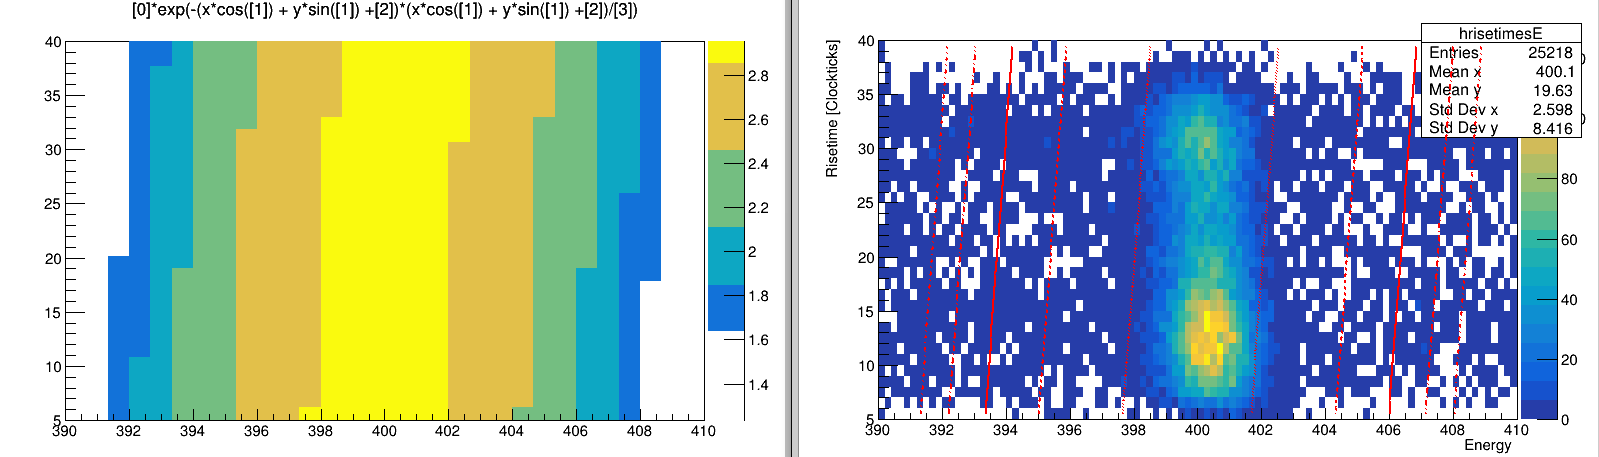 [0]*exp(-(x*cos([1]) + y*sin([1]) +[2])*(x*cos([1]) + y*sin([1]) +[2])/[3])
40
35
30
25
20
15
10
5
390 392 394 396 398 400 402 404 406 408 410
2.8
2.6
2.4
2.2
2
1.8
1.6
1.4
Risetime [Clockticks]
40
35
30
25
20
15
10
5
390 392 394 396 398 400 402 404 406 408 410
Energy
hrisetimesE
Entries 25218
Mean x 400.1
Mean y 19.63
Std Dev x 2.598
Std Dev y 8.416
80
60
40
20
0